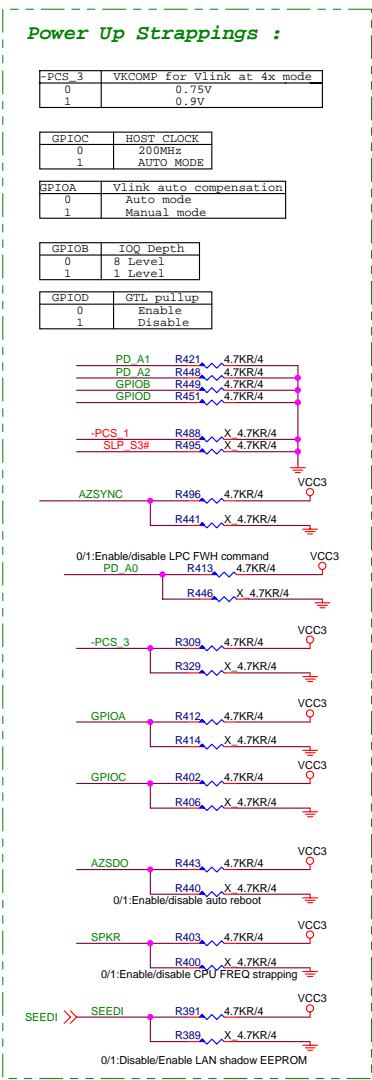 Power Up Strappings :
-PCS_3 VKCOMP for Vlink at 4x mode
0 0.75V
1 0.9V
GPIOC HOST CLOCK
0 200MHz
1 AUTO MODE
GPIOA Vlink auto compensation
0 Auto mode
1 Manual mode
GPIOB IOQ Depth
0 8 Level
1 1 Level
GPIOD GTL pullup
0 Enable
1 Disable
PD_A1 R421 4.7KR/4
PD_A2 R448 4.7KR/4
GPIOB R449 4.7KR/4
GPIOD R451 4.7KR/4
-PCS_1 R488 X_4.7KR/4
SLP_S3# R495 X_4.7KR/4
VCC3
AZSYNC R496 4.7KR/4
R441 X_4.7KR/4
0/1:Enable/disable LPC FWH command VCC3
PD_A0 R413 4.7KR/4
R446 X_4.7KR/4
VCC3
-PCS_3 R309 4.7KR/4
R329 X_4.7KR/4
VCC3
GPIOA R412 4.7KR/4
R414 X_4.7KR/4
VCC3
GPIOC R402 4.7KR/4
R406 X_4.7KR/4
VCC3
AZSDO R443 4.7KR/4
R440 X_4.7KR/4
0/1:Enable/disable auto reboot
VCC3
SPKR R403 4.7KR/4
R400 X_4.7KR/4
0/1:Enable/disable CPU FREQ strapping
VCC3
SEEDI SEEDI R391 4.7KR/4
R389 X_4.7KR/4
0/1:Disable/Enable LAN shadow EEPROM